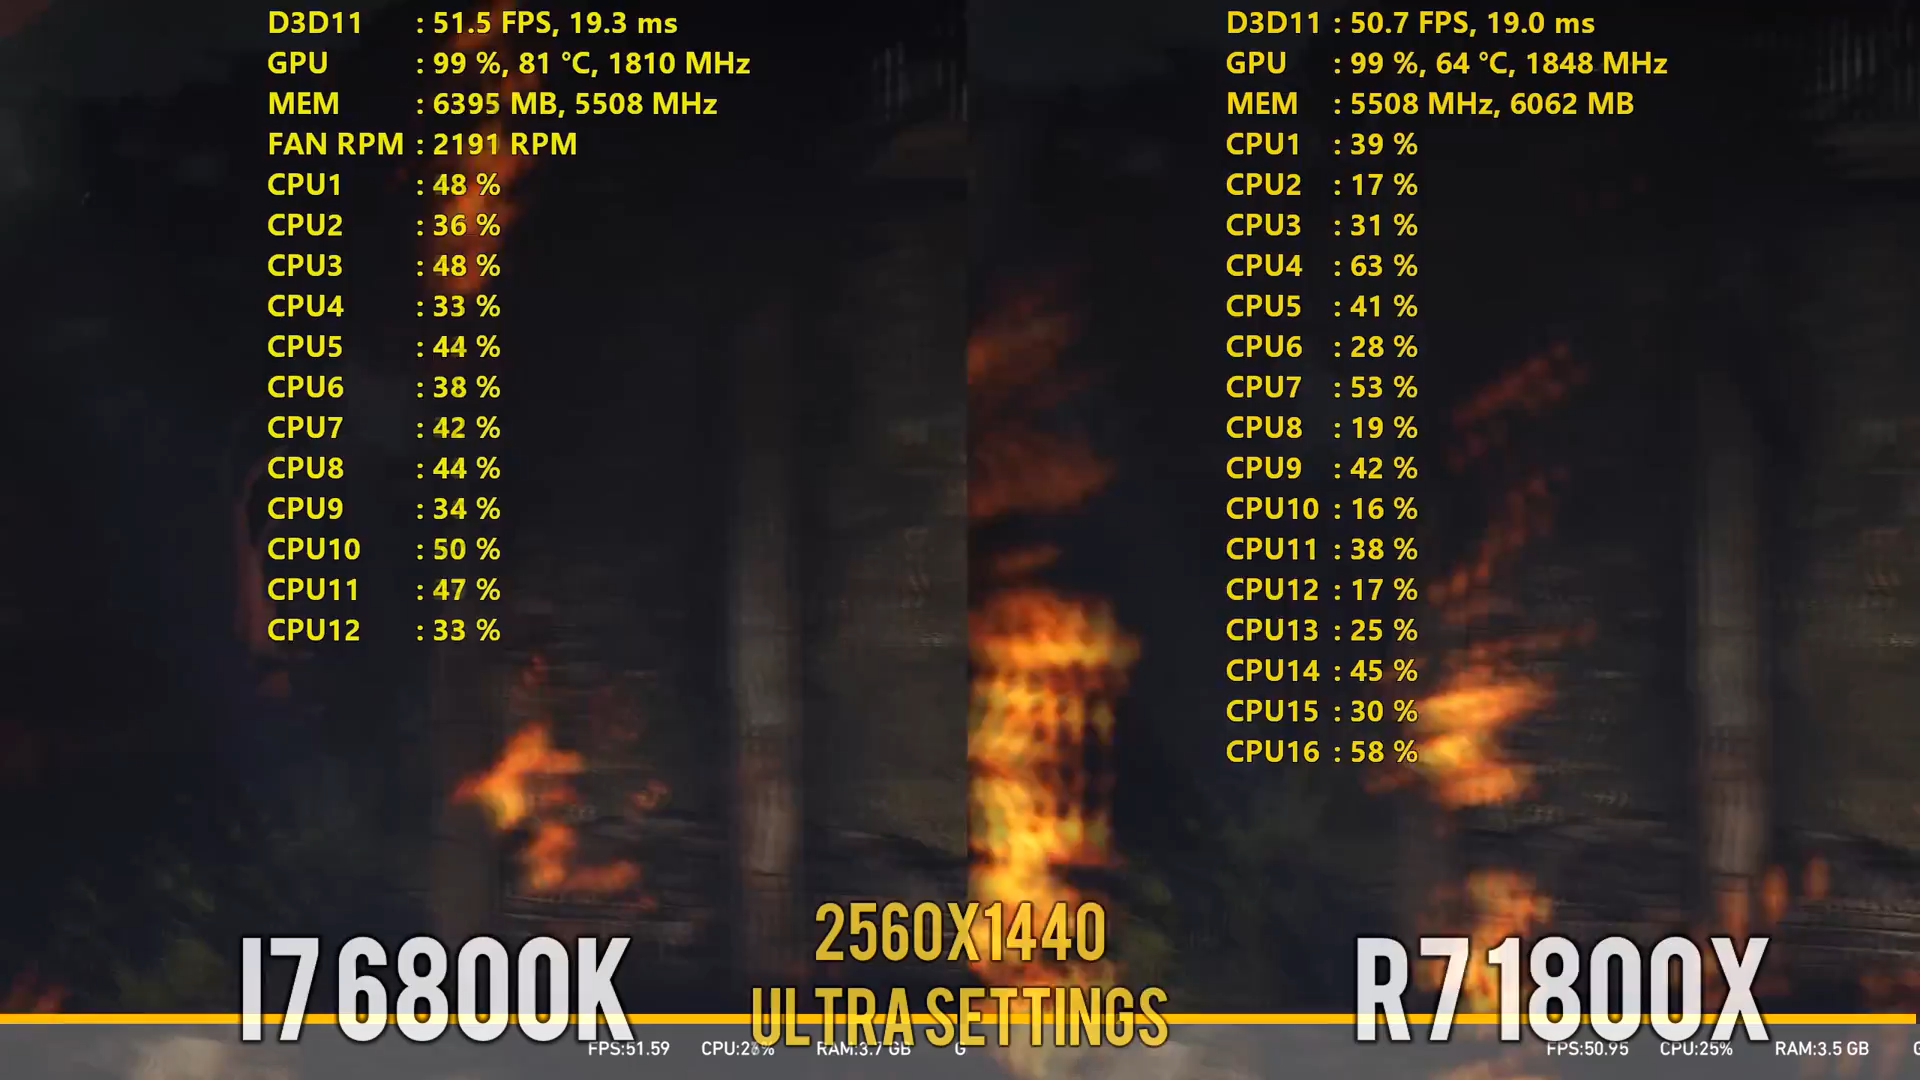 D3D11 : 51.5 FPS, 19.3 ms
GPU : 99 %, 81 °C, 1810 MHz
MEM : 6395 MB, 5508 MHz
FAN RPM : 2191 RPM
CPU1 : 48 %
CPU2 : 36 %
CPU3 : 48 %
CPU4 : 33 %
CPU5 : 44 %
CPU6 : 38 %
CPU7 : 42 %
CPU8 : 44 %
CPU9 : 34 %
CPU10 : 50 %
CPU11 : 47 %
CPU12 : 33 %
D3D11 : 50.7 FPS, 19.0 ms
GPU : 99 %, 64 °C, 1848 MHz
MEM : 5508 MHz, 6062 MB
CPU1 : 39 %
CPU2 : 17 %
CPU3 : 31 %
CPU4 : 63 %
CPU5 : 41 %
CPU6 : 28 %
CPU7 : 53 %
CPU8 : 19 %
CPU9 : 42 %
CPU10 : 16 %
CPU11 : 38 %
CPU12 : 17 %
CPU13 : 25 %
CPU14 : 45 %
CPU15 : 30 %
CPU16 : 58 %
I7 6800K
2560X1440
ULTRA SETTINGS
R7 1800X
FPS:51.59 RAM:3.7 GB G
FPS:50.95 CPU:25% RAM:3.5 GB